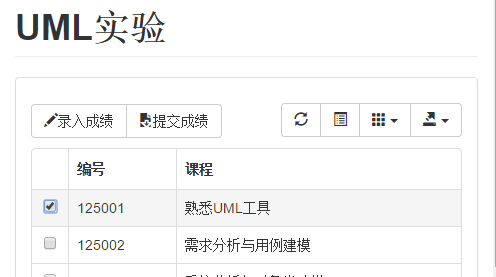 UML实验
录入成绩 提交成绩
编号 课程
125001 熟悉UML工具
125002 需求分析与用例建模